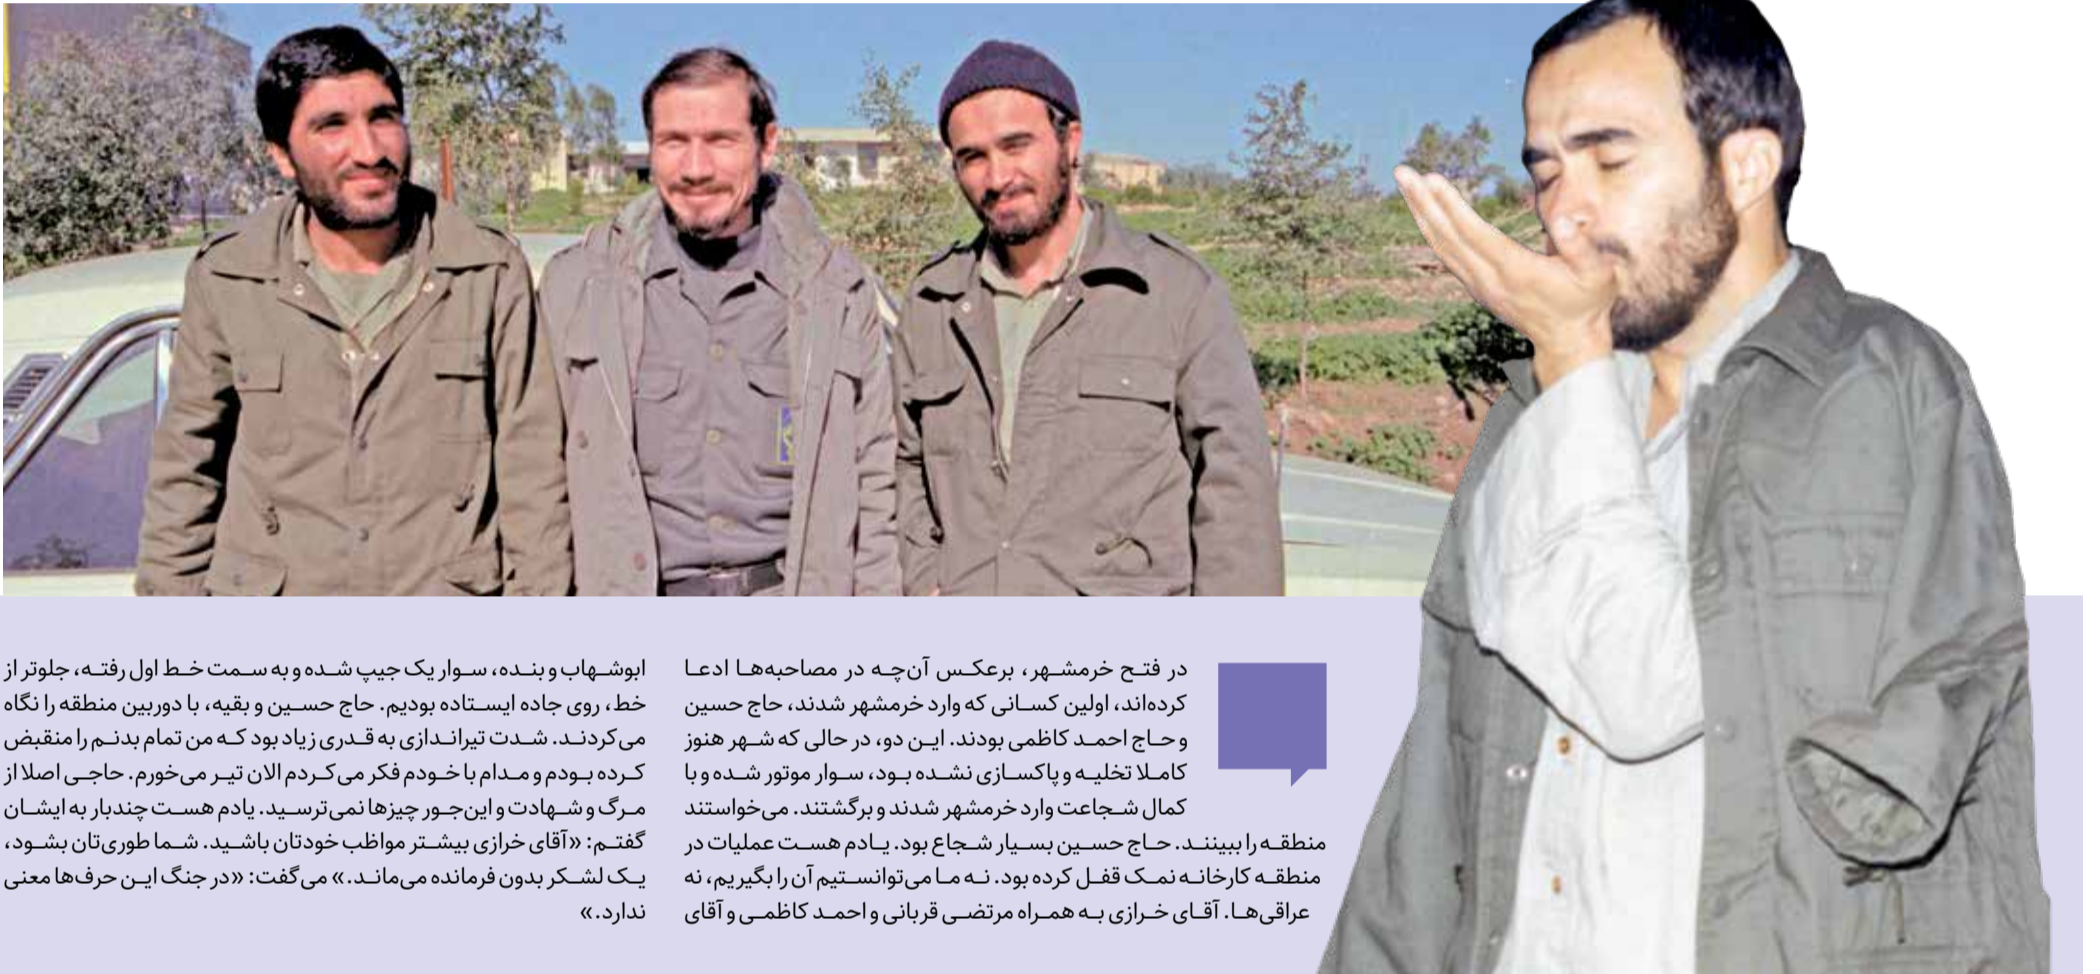 در فتح خرمشهر، برعکس آن‌چه در مصاحبه‌ها ادعا
کرده‌اند، اولین کسانی که وارد خرمشهر شدند، حاج حسین
و حاج احمد کاظمی بودند. این دو، در حالی که شهر هنوز
کاملا تخلیه و پاکسازی نشده بود، سوار موتور شده و با
کمال شجاعت وارد خرمشهر شدند و برگشتند. می‌خواستند
منطقه را ببینند. حاج حسین بسیار شجاع بود. یادم هست عملیات در
منطقه کارخانه نمک قفل کرده بود. نه ما می‌توانستیم آن را بگیریم، نه
عراقی‌ها. آقای خرازی به همراه مرتضی قربانی و احمد کاظمی و آقای
ابوشهاب و بنده، سوار یک جیپ شده و به سمت خط اول رفته، جلوتر از
خط، روی جاده ایستاده بودیم. حاج حسین و بقیه، با دوربین منطقه را نگاه
می‌کردند. شدت تیراندازی به قدری زیاد بود که من تمام بدنم را منقبض
کرده بودم و مدام با خودم فکر می‌کردم الان تیر می‌خورم. حاجی اصلا از
مرگ و شهادت و این‌جور چیزها نمی‌ترسید. یادم هست چندبار به ایشان
گفتم: «آقای خرازی بیشتر مواظب خودتان باشید. شما طوری‌تان بشود،
یک لشکر بدون فرمانده می‌ماند.» می‌گفت: «در جنگ این حرف‌ها معنی
ندارد.»